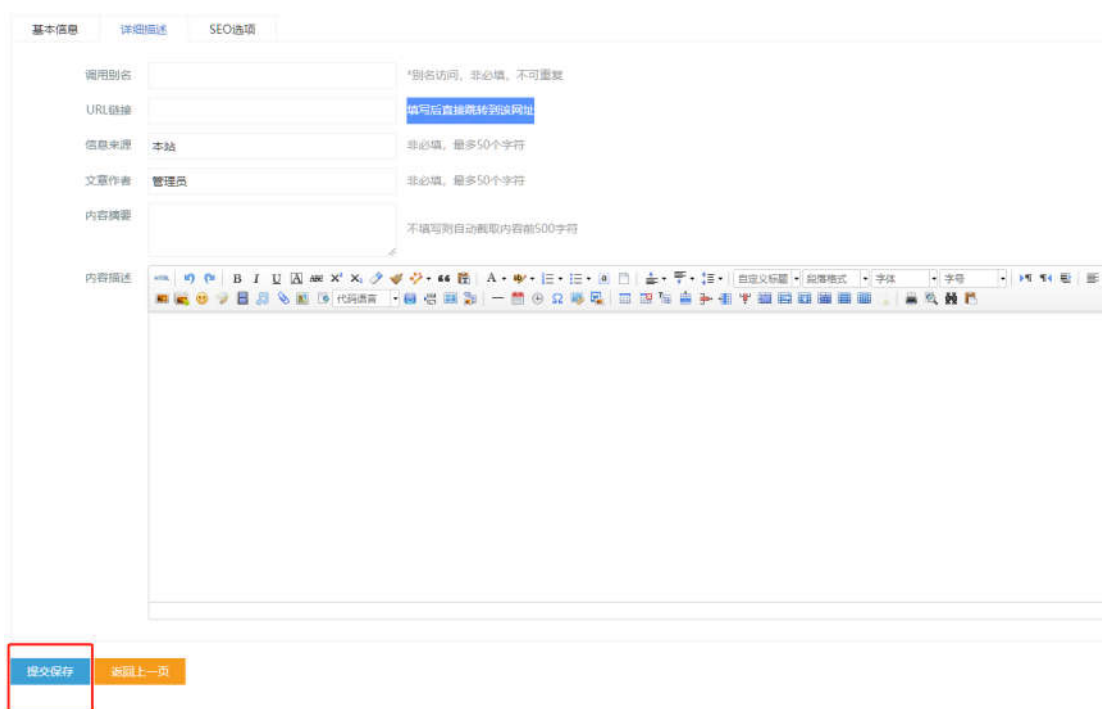 基本信息 详细描述 SEO选项
调用别名 *别名访问，非必填，不可重复
URL链接 填写后直接跳转到该网址
信息来源 本站 非必填，最多50个字符
文章作者 管理员 非必填，最多50个字符
内容摘要 不填写则自动截取内容前500字符
内容描述 HTML B I U A ABC X² X₂ A 自定义标题 段落格式 字体 字号
代码语言 Ω
提交保存 返回上一页